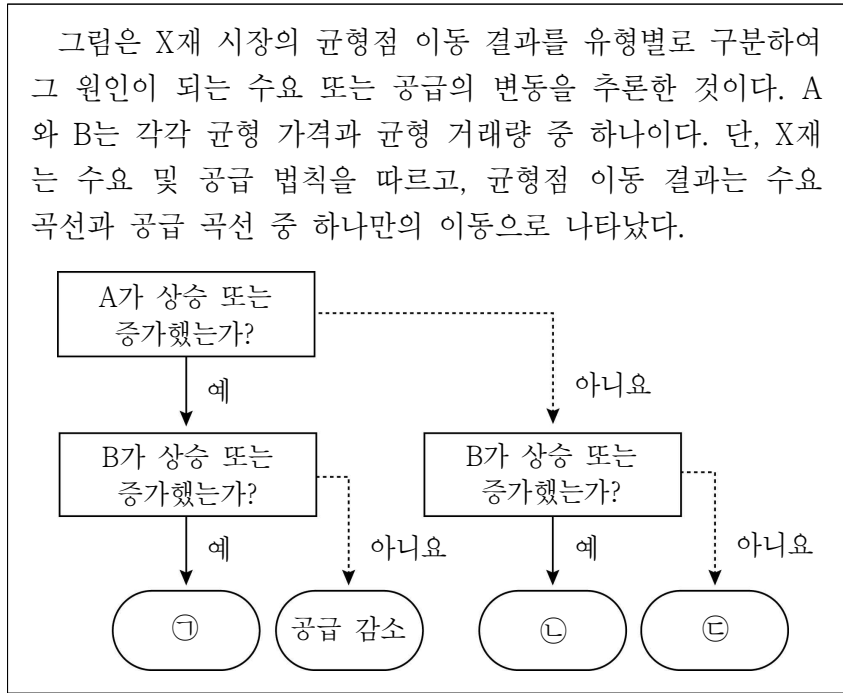 그림은 X재 시장의 균형점 이동 결과를 유형별로 구분하여
그 원인이 되는 수요 또는 공급의 변동을 추론한 것이다. A
와 B는 각각 균형 가격과 균형 거래량 중 하나이다. 단, X재
는 수요 및 공급 법칙을 따르고, 균형점 이동 결과는 수요
곡선과 공급 곡선 중 하나만의 이동으로 나타났다.
A가 상승 또는
증가했는가?
예
아니요
B가 상승 또는
증가했는가?
B가 상승 또는
증가했는가?
예
아니요
예
아니요
㉠
공급 감소
㉡
㉢